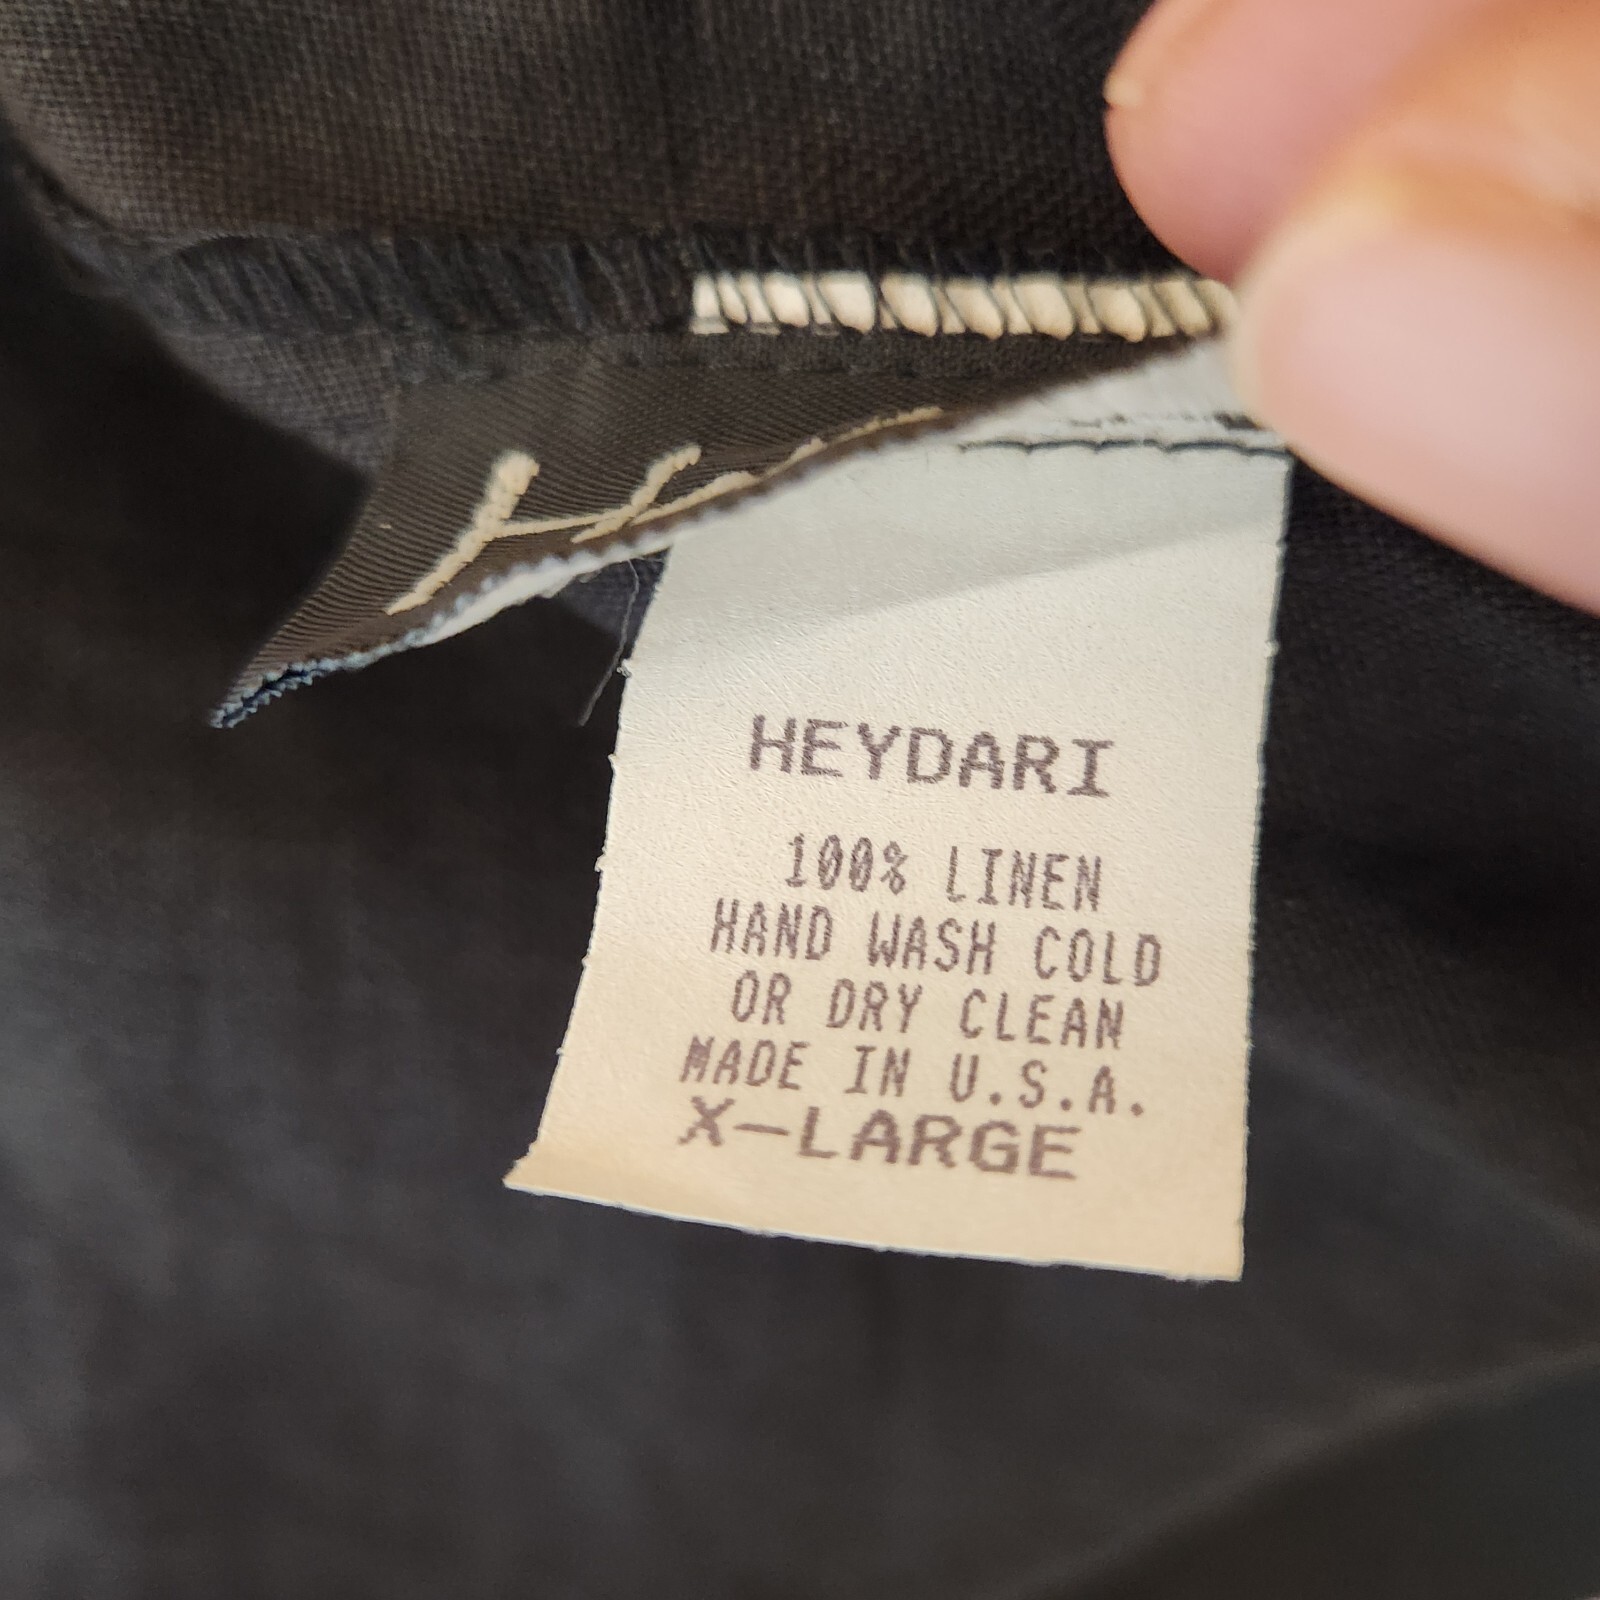 HEYDARI
100% LINEN
HAND WASH COLD
OR DRY CLEAN
MADE IN U.S.A.
X-LARGE